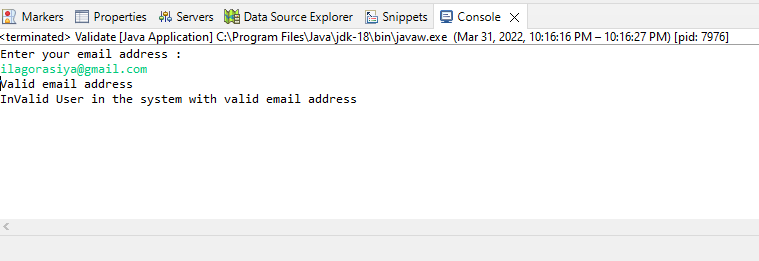 Markers Properties Servers Data Source Explorer Snippets Console
<terminated> Validate [Java Application] C:\Program Files\Java\jdk-18\bin\javaw.exe (Mar 31, 2022, 10:16:16 PM – 10:16:27 PM) [pid: 7976]
Enter your email address :
ilagorasiya@gmail.com
Valid email address
InValid User in the system with valid email address